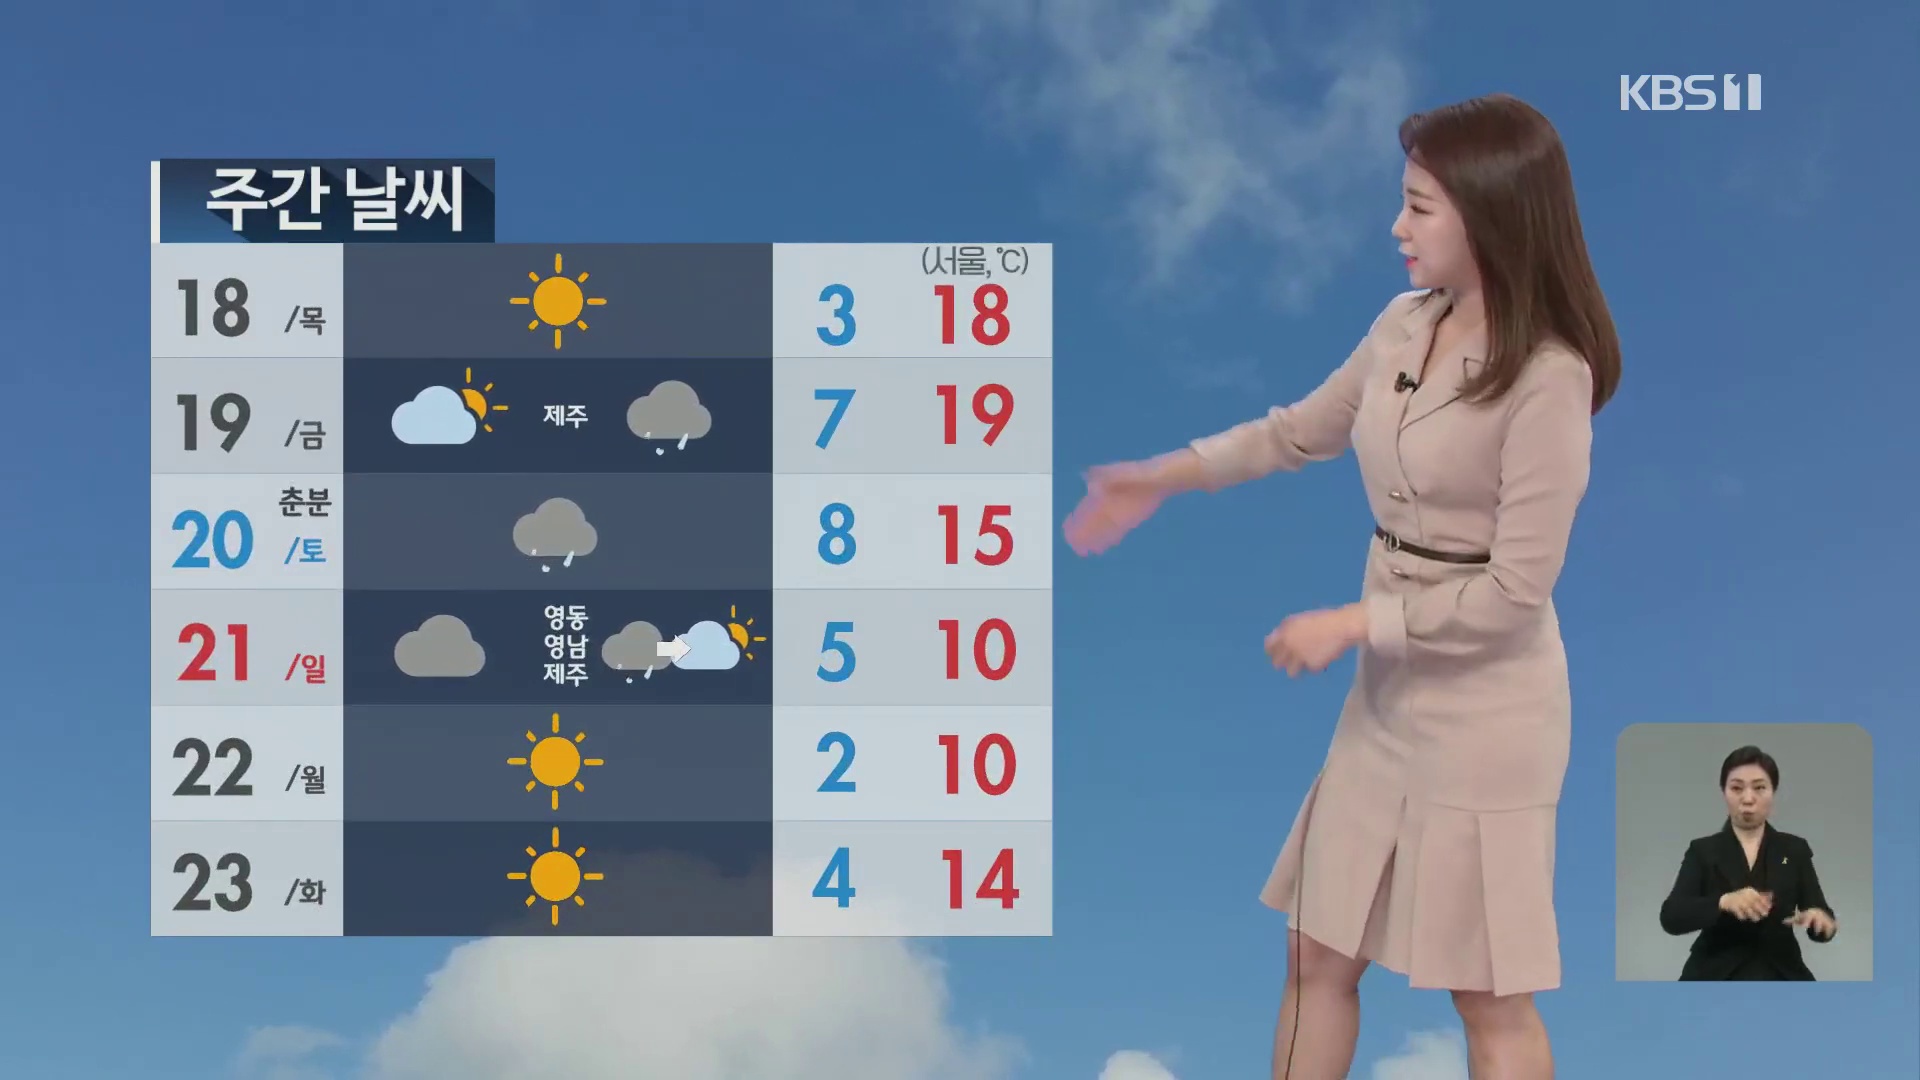 KBS 1
주간 날씨
(서울,℃)
18 /목 3 18
19 /금 제주 7 19
춘분
20 /토 8 15
21 /일 영동 영남 제주 5 10
22 /월 2 10
23 /화 4 14